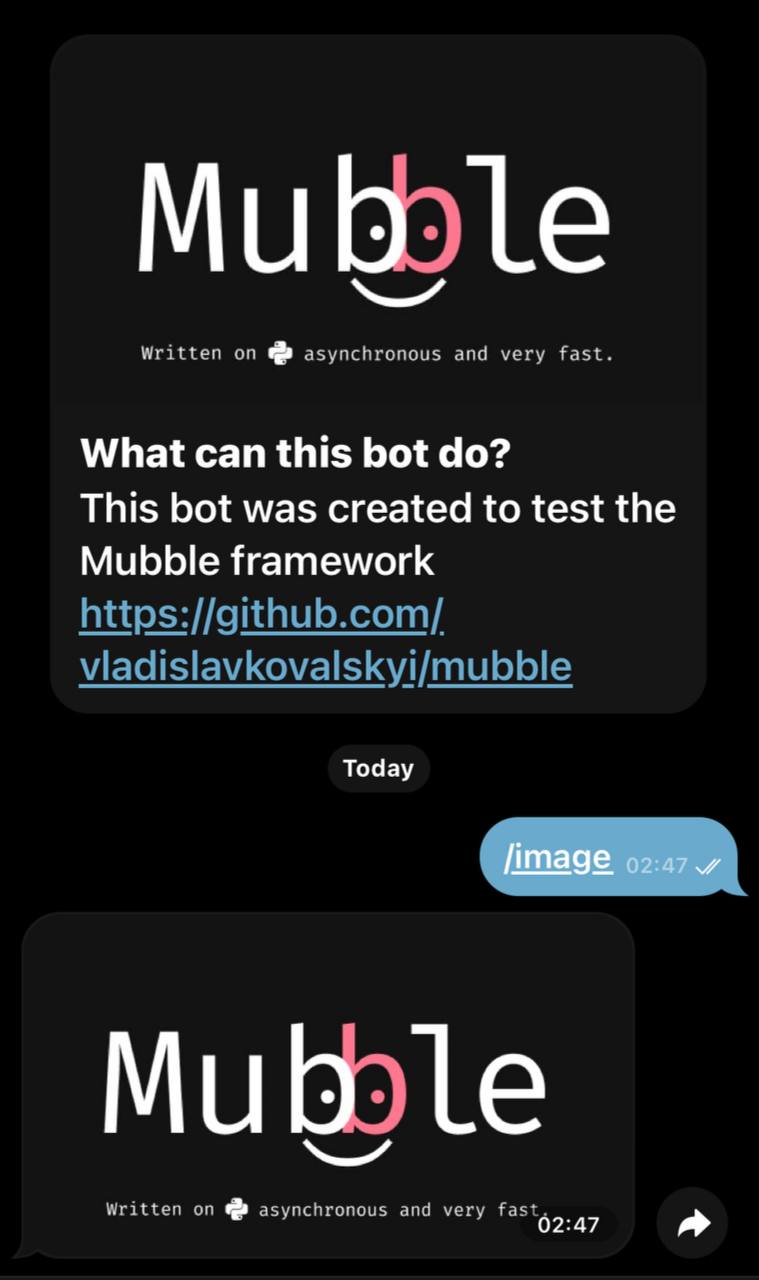 Mubble
Written on asynchronous and very fast.
What can this bot do?
This bot was created to test the
Mubble framework
https://github.com/
vladislavkovalskyi/mubble
Today
/image 02:47
Mubble
Written on asynchronous and very fast.
02:47